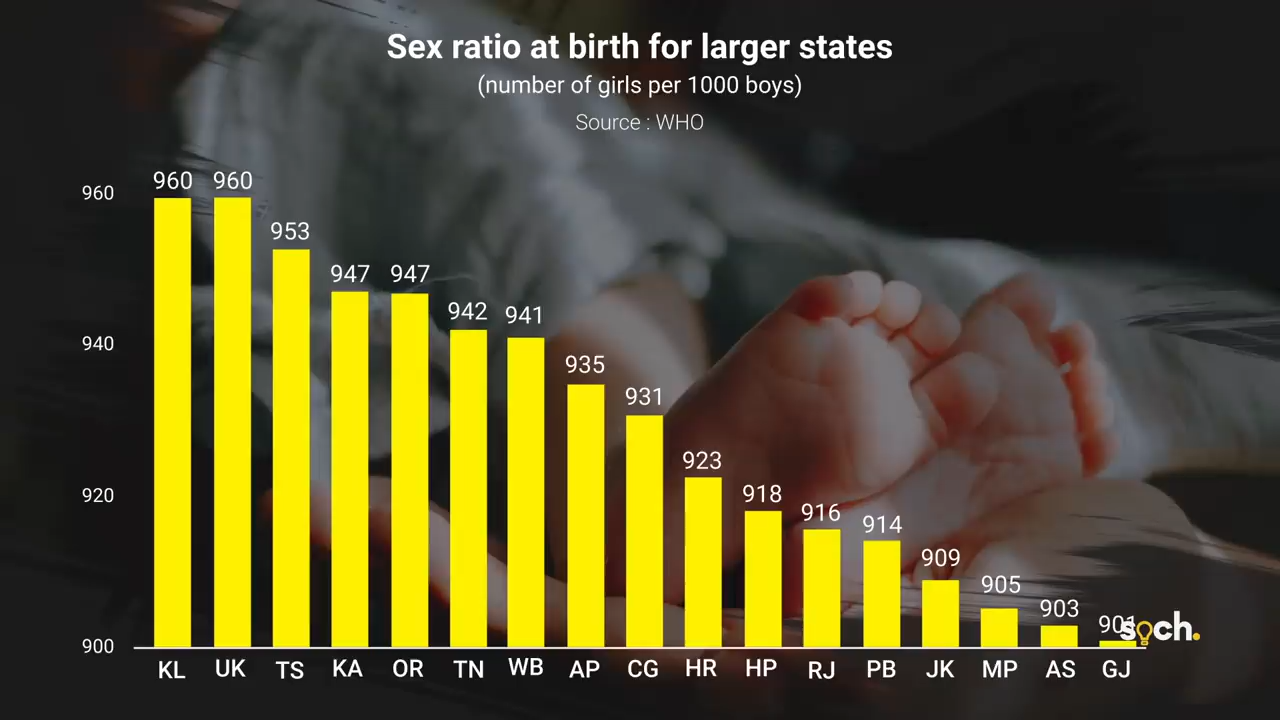 Sex ratio at birth for larger states
(number of girls per 1000 boys)
Source : WHO
960
940
920
900
960 960 953 947 947 942 941 935 931 923 918 916 914 909 905 903 901
KL UK TS KA OR TN WB AP CG HR HP RJ PB JK MP AS GJ
soch.